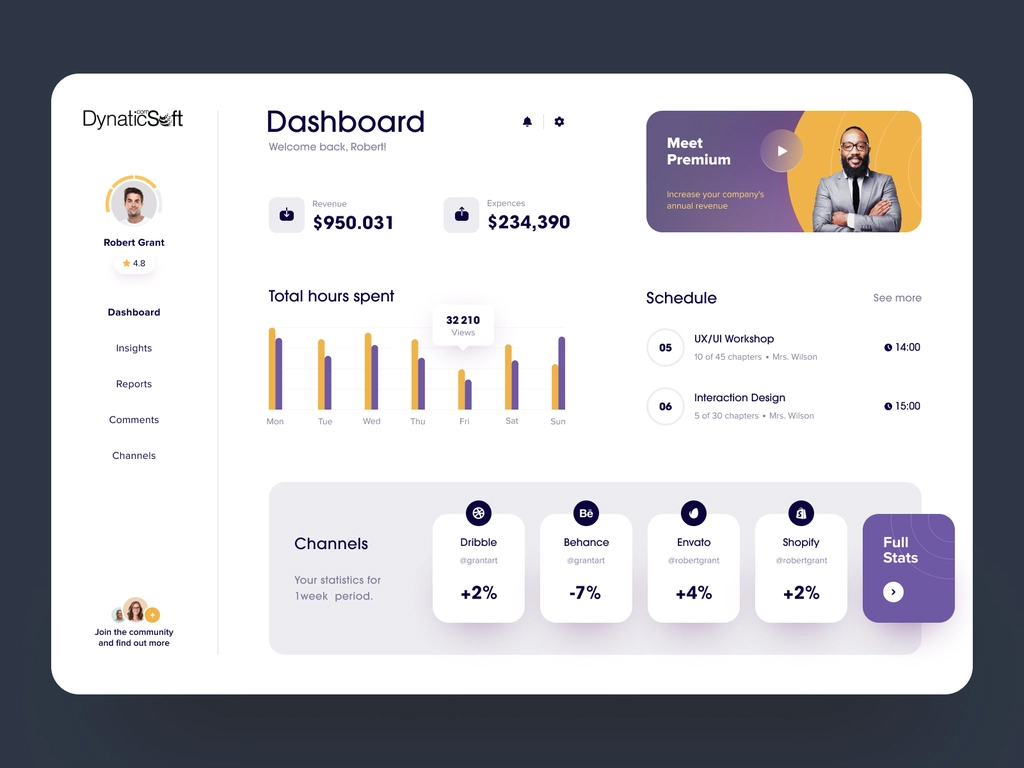 DynaticSoft
.com
Robert Grant
4.8
Dashboard
Insights
Reports
Comments
Channels
Join the community
and find out more
Dashboard
Welcome back, Robert!
Revenue
$950.031
Expences
$234,390
Meet
Premium
Increase your company's
annual revenue
Total hours spent
32 210
Views
Mon Tue Wed Thu Fri Sat Sun
Schedule
See more
05
UX/UI Workshop
10 of 45 chapters • Mrs. Wilson
14:00
06
Interaction Design
5 of 30 chapters • Mrs. Wilson
15:00
Channels
Your statistics for
1week period.
Dribble
@grantart
+2%
Bē
Behance
@grantart
-7%
Envato
@robertgrant
+4%
Shopify
@robertgrant
+2%
Full
Stats